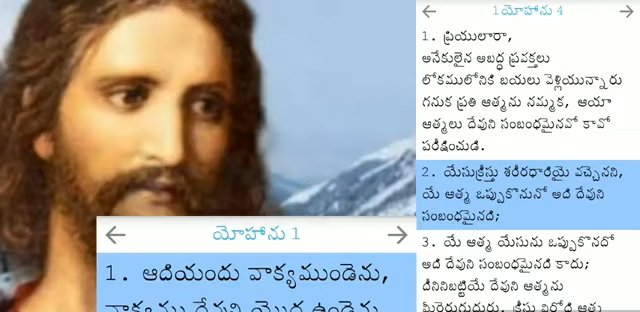 1 యోహాను 4
1. ప్రియులారా,
అనేకులైన అబద్ధ ప్రవక్తలు
లోకములోనికి బయలు వెళ్లియున్నారు
గనుక ప్రతి ఆత్మను నమ్మక, ఆయా
ఆత్మలు దేవుని సంబంధమైనవో కావో
పరీక్షించుడి.
2. యేసుక్రీస్తు శరీరధారియై వచ్చెనని,
యే ఆత్మ ఒప్పుకొనునో అది దేవుని
సంబంధమైనది;
3. యే ఆత్మ యేసును ఒప్పుకొనదో
అది దేవుని సంబంధమైనది కాదు;
దీనినిబట్టియే దేవుని ఆత్మను
మీరెరుగుదురు. క్రీస్తు విరోధి ఆత్మ
యోహాను 1
1. ఆదియందు వాక్యముండెను,
వాక్యము దేవుని యొద్ద ఉండెను